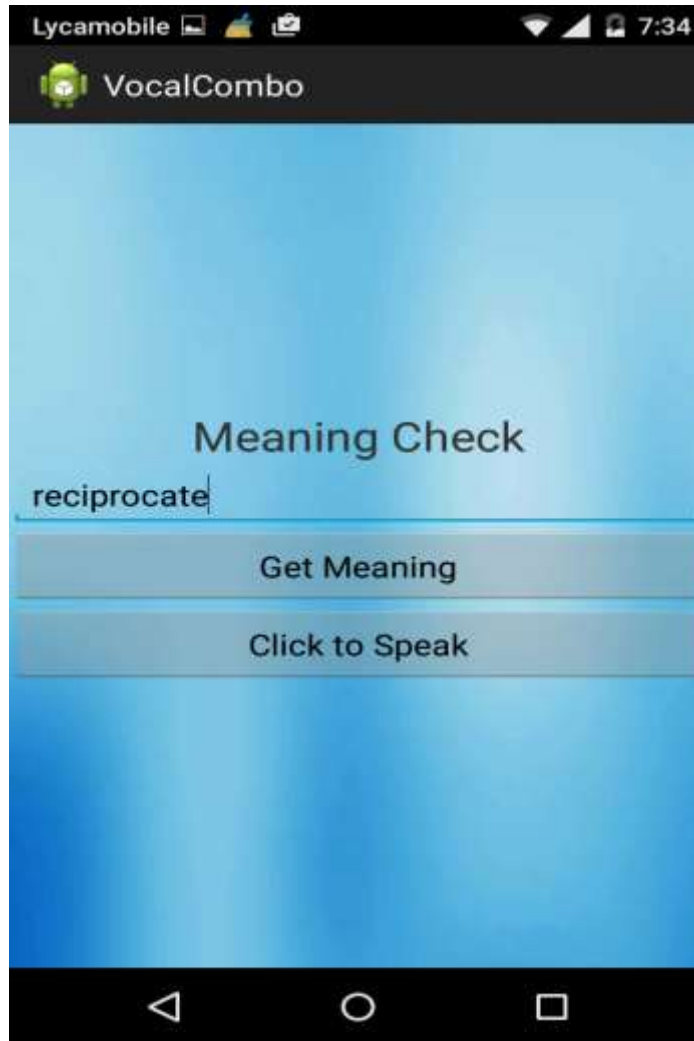 Lycamobile 7:34
VocalCombo
Meaning Check
reciprocate
Get Meaning
Click to Speak